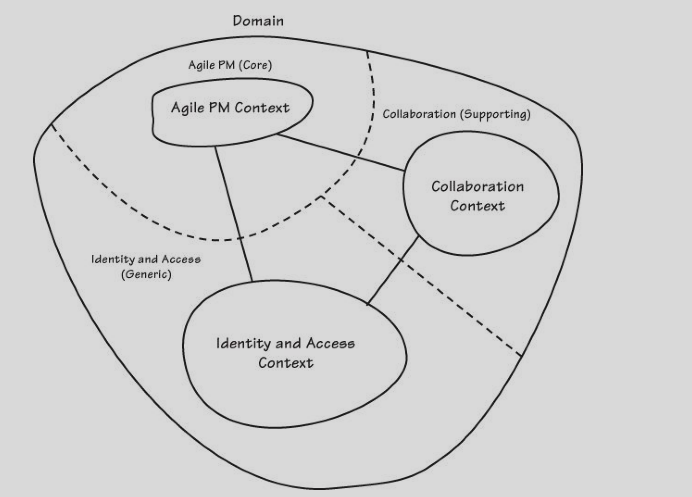 Domain
Agile PM (Core)
Agile PM Context
Collaboration (Supporting)
Collaboration
Context
Identity and Access
(Generic)
Identity and Access
Context